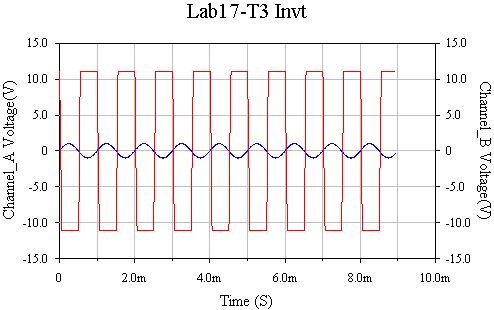 Lab17-T3 Invt
15.0 15.0
10.0 10.0
5.0 5.0
0 0
-5.0 -5.0
-10.0 -10.0
-15.0 -15.0
Channel_A Voltage(V)
Channel_B Voltage(V)
0 2.0m 4.0m 6.0m 8.0m 10.0m
Time (S)